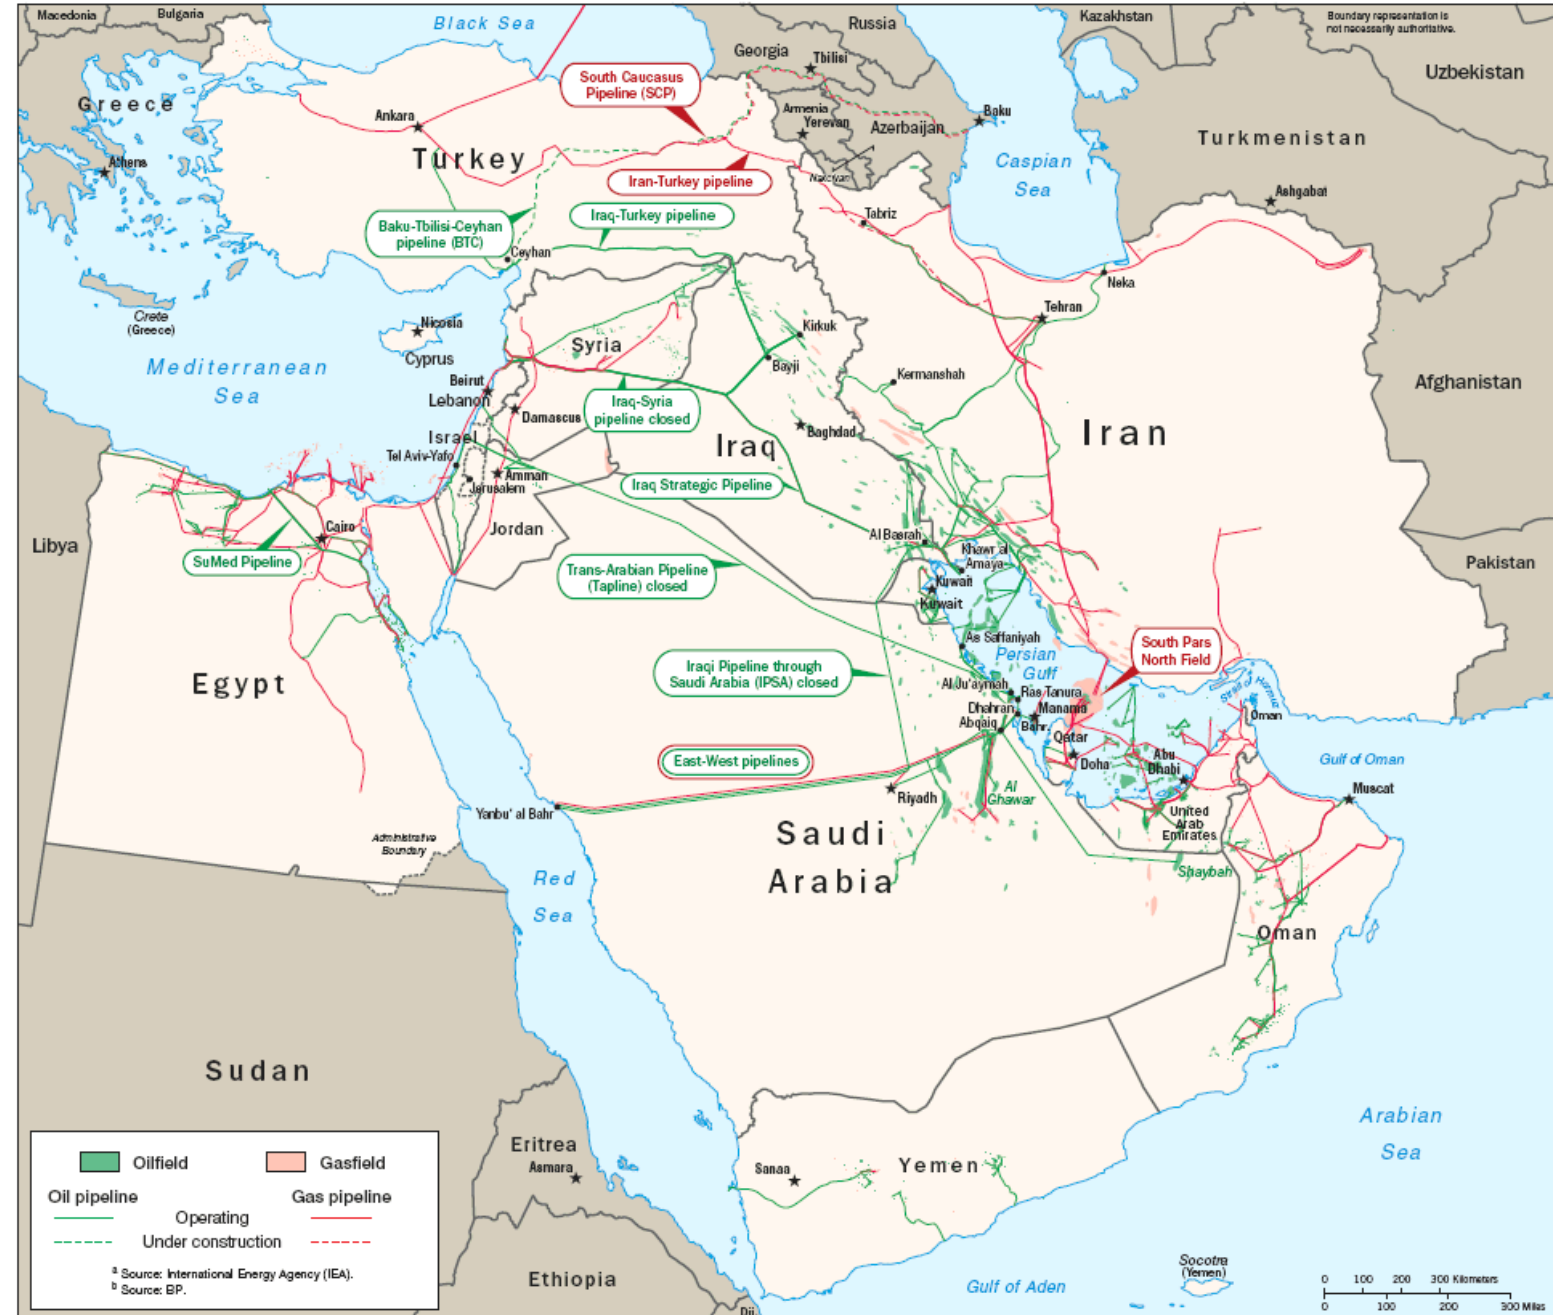 Macedonia
Bulgaria
Black Sea
Russia
Kazakhstan
Boundary representation is
not necessarily authoritative.
Georgia
Tbilisi
Uzbekistan
South Caucasus
Pipeline (SCP)
Greece
Ankara
Armenia
Yerevan
Azerbaijan
Baku
Turkmenistan
Turkey
Athens
Caspian
Sea
Iran-Turkey pipeline
Naxcivan
Ashgabat
Iraq-Turkey pipeline
Tabriz
Baku-Tbilisi-Ceyhan
pipeline (BTC)
Ceyhan
Neka
Crete
(Greece)
Nicosia
Cyprus
Tehran
Kirkuk
Syria
Mediterranean
Sea
Bayji
Beirut
Lebanon
Kermanshah
Afghanistan
Iraq-Syria
pipeline closed
Damascus
Israel
Iraq
Baghdad
Iran
Tel Aviv-Yafo
Amman
Jerusalem
Iraq Strategic Pipeline
Jordan
Libya
Cairo
Al Basrah
Khawr al
Amaya
SuMed Pipeline
Trans-Arabian Pipeline
(Tapline) closed
Kuwait
Kuwait
Pakistan
As Saffaniyah
Persian
Gulf
South Pars
North Field
Egypt
Iraqi Pipeline through
Saudi Arabia (IPSA) closed
Al Ju'aymah
Ras Tanura
Strait of Hormuz
Dhahran
Manama
Abqaiq
Bahr.
Oman
Qatar
Doha
Abu
Dhabi
Gulf of Oman
East-West pipelines
Riyadh
Al
Ghawar
Muscat
Yanbu' al Bahr
United
Arab
Emirates
Saudi
Arabia
Administrative
Boundary
Shaybah
Red
Sea
Oman
Sudan
Arabian
Sea
Eritrea
Asmara
Sanaa
Yemen
Oilfield
Gasfield
Oil pipeline
Gas pipeline
Operating
Under construction
a Source: International Energy Agency (IEA).
b Source: BP.
Ethiopia
Dji.
Gulf of Aden
Socotra
(Yemen)
0 100 200 300 Kilometers
0 100 200 300 Miles